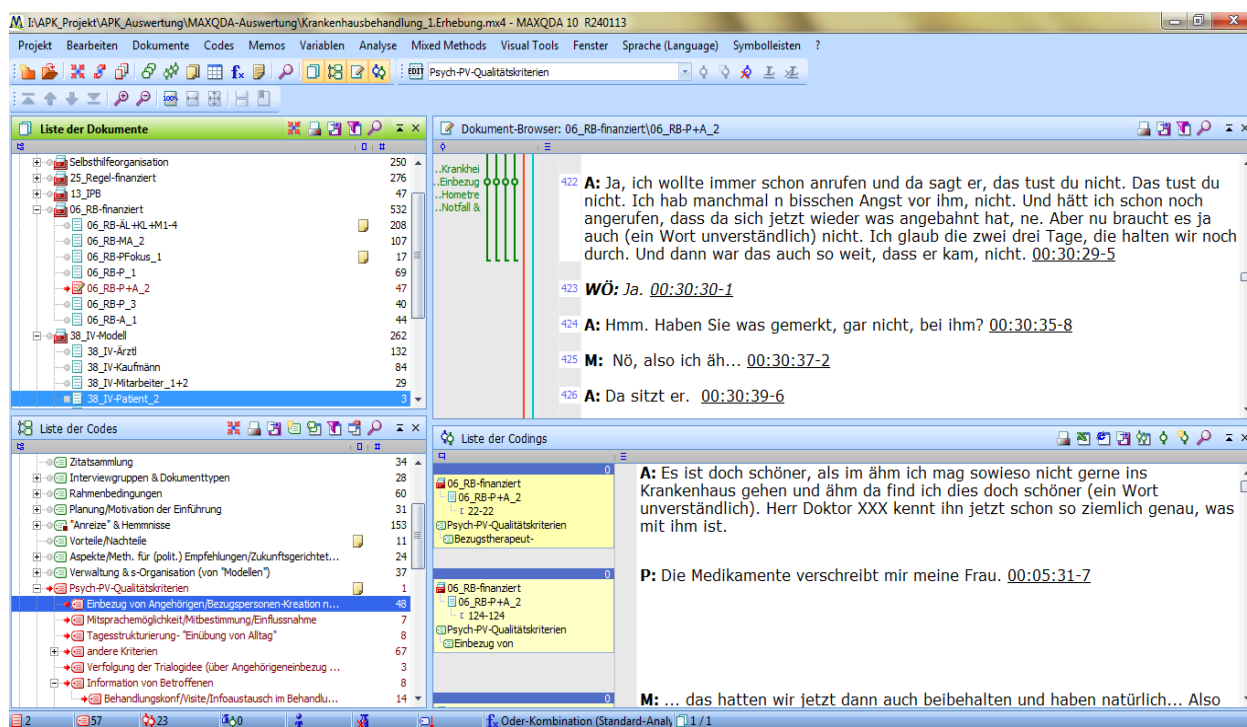 I:\APK_Projekt\APK_Auswertung\MAXQDA-Auswertung\Krankenhausbehandlung_1.Erhebung.mx4 - MAXQDA 10 R240113
Projekt Bearbeiten Dokumente Codes Memos Variablen Analyse Mixed Methods Visual Tools Fenster Sprache (Language) Symbolleisten ?
EDIT Psych-PV-Qualitätskriterien
100%
Liste der Dokumente
Selbsthilfeorganisation 250
25_Regel-finanziert 276
13_IPB 47
06_RB-finanziert 532
06_RB-ÄL+KL+M1-4 208
06_RB-MA_2 107
06_RB-PFokus_1 17
06_RB-P_1 69
06_RB-P+A_2 47
06_RB-P_3 40
06_RB-A_1 44
38_IV-Modell 262
38_IV-Ärztl 132
38_IV-Kaufmänn 84
38_IV-Mitarbeiter_1+2 29
38_IV-Patient_2 3
Dokument-Browser: 06_RB-finanziert\06_RB-P+A_2
..Krankhei
..Einbezug
..Hometre
..Notfall &
422 A: Ja, ich wollte immer schon anrufen und da sagt er, das tust du nicht. Das tust du
nicht. Ich hab manchmal n bisschen Angst vor ihm, nicht. Und hätt ich schon noch
angerufen, dass da sich jetzt wieder was angebahnt hat, ne. Aber nu braucht es ja
auch (ein Wort unverständlich) nicht. Ich glaub die zwei drei Tage, die halten wir noch
durch. Und dann war das auch so weit, dass er kam, nicht. 00:30:29-5
423 WÖ: Ja. 00:30:30-1
424 A: Hmm. Haben Sie was gemerkt, gar nicht, bei ihm? 00:30:35-8
425 M: Nö, also ich äh... 00:30:37-2
426 A: Da sitzt er. 00:30:39-6
Liste der Codes
Zitatsammlung 34
Interviewgruppen & Dokumenttypen 28
Rahmenbedingungen 60
Planung/Motivation der Einführung 31
"Anreize" & Hemmnisse 153
Vorteile/Nachteile 11
Aspekte/Meth. für (polit.) Empfehlungen/Zukunftsgerichtet... 24
Verwaltung & s-Organisation (von "Modellen") 37
Psych-PV-Qualitätskriterien 1
Einbezug von Angehörigen/Bezugspersonen-Kreation n... 48
Mitsprachemöglichkeit/Mitbestimmung/Einflussnahme 7
Tagesstrukturierung- "Einübung von Alltag" 8
andere Kriterien 67
Verfolgung der Trialogidee (über Angehörigeneinbezug ... 3
Information von Betroffenen 8
Behandlungskonf/Visite/Infoaustausch im Behandlu... 14
Liste der Codings
0
06_RB-finanziert
06_RB-P+A_2
22-22
Psych-PV-Qualitätskriterien
Bezugstherapeut-
A: Es ist doch schöner, als im ähm ich mag sowieso nicht gerne ins
Krankenhaus gehen und ähm da find ich dies doch schöner (ein Wort
unverständlich). Herr Doktor XXX kennt ihn jetzt schon so ziemlich genau, was
mit ihm ist.
0
06_RB-finanziert
06_RB-P+A_2
124-124
Psych-PV-Qualitätskriterien
Einbezug von
P: Die Medikamente verschreibt mir meine Frau. 00:05:31-7
0
M: ... das hatten wir jetzt dann auch beibehalten und haben natürlich... Also
2 57 23 0 Oder-Kombination (Standard-Analy 1 / 1